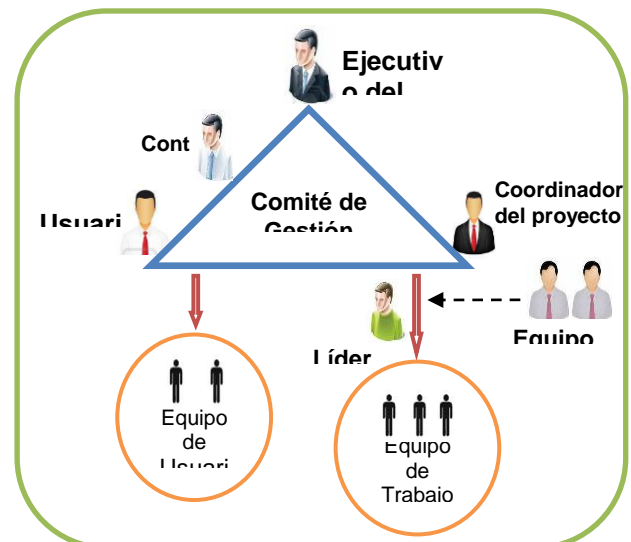 Ejecutiv
o del
Cont
Comité de
Gestión
Usuari
Coordinador
del proyecto
Equipo
Líder
Equipo
de
Usuari
Equipo
de
Trabajo